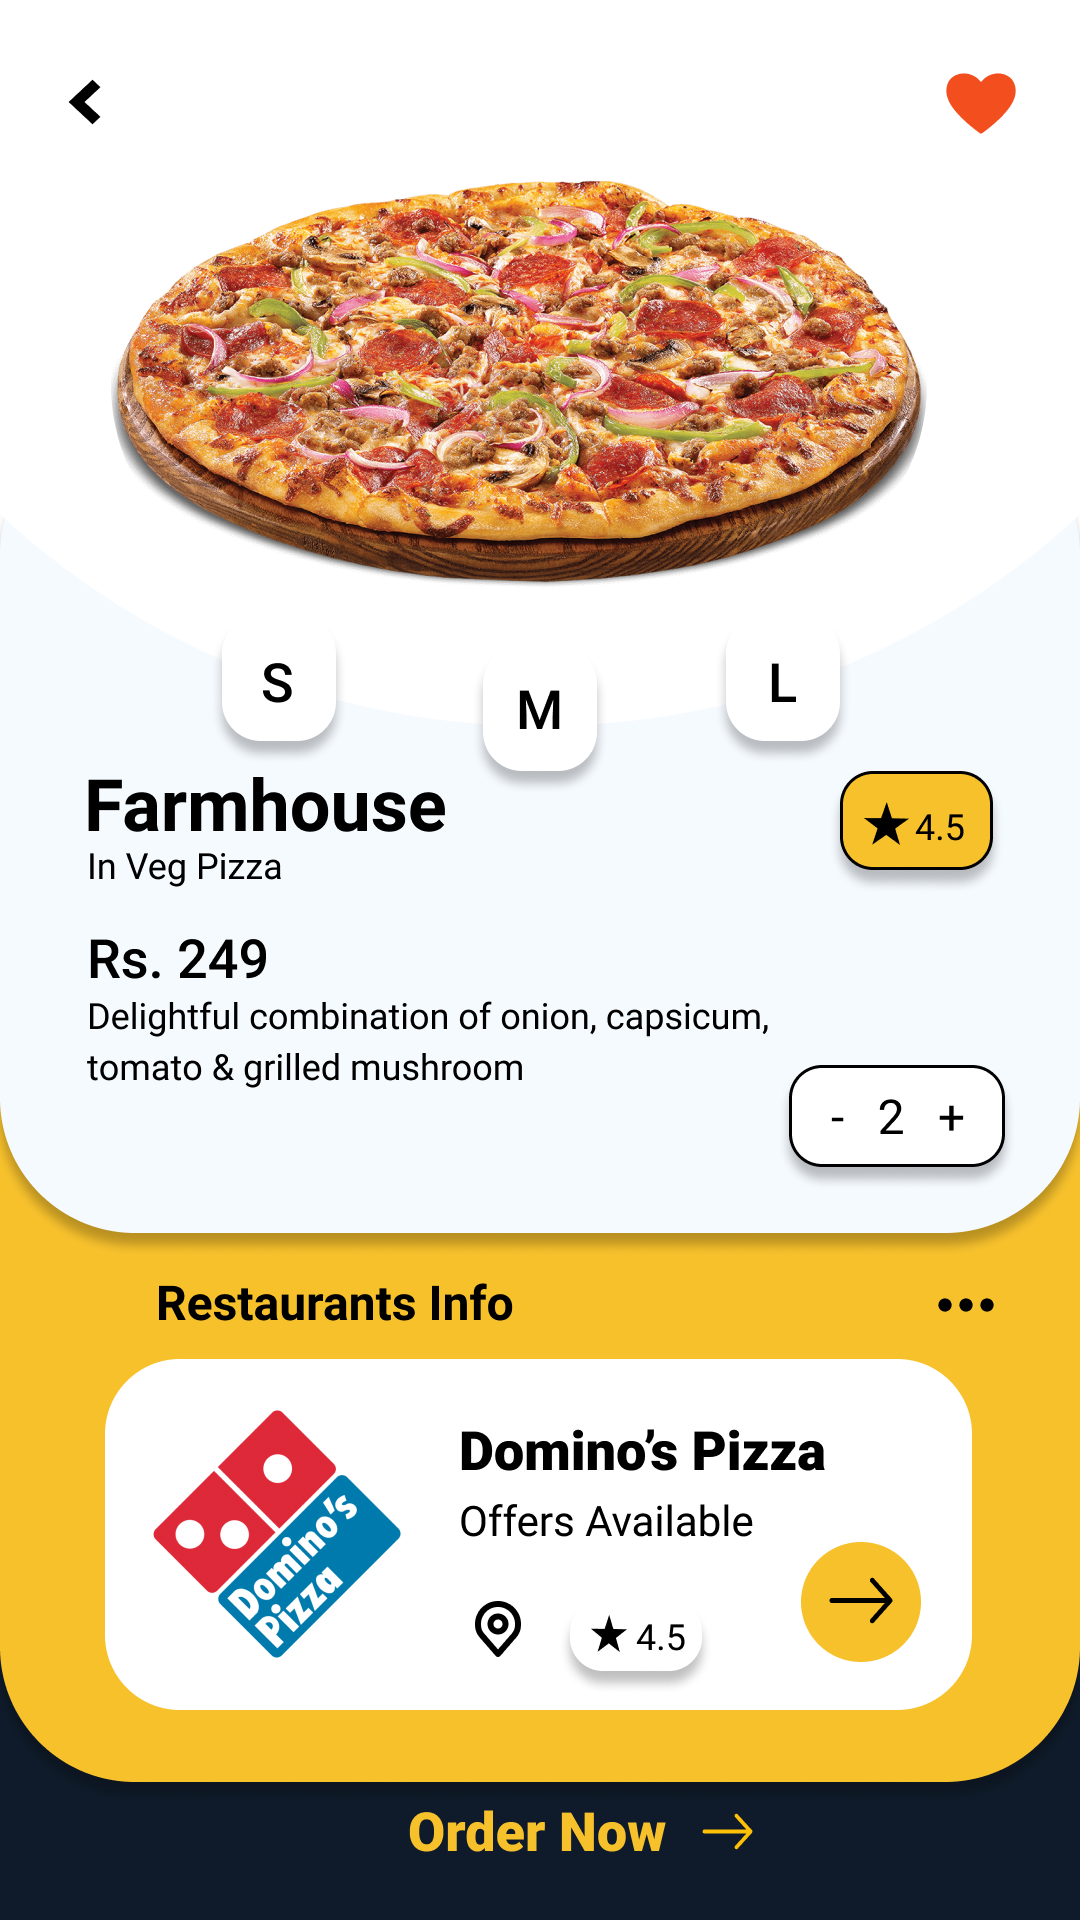 S
M
L
Farmhouse
In Veg Pizza
4.5
Rs. 249
Delightful combination of onion, capsicum,
tomato & grilled mushroom
- 2 +
Restaurants Info
Domino's
Pizza
Domino’s Pizza
Offers Available
4.5
Order Now